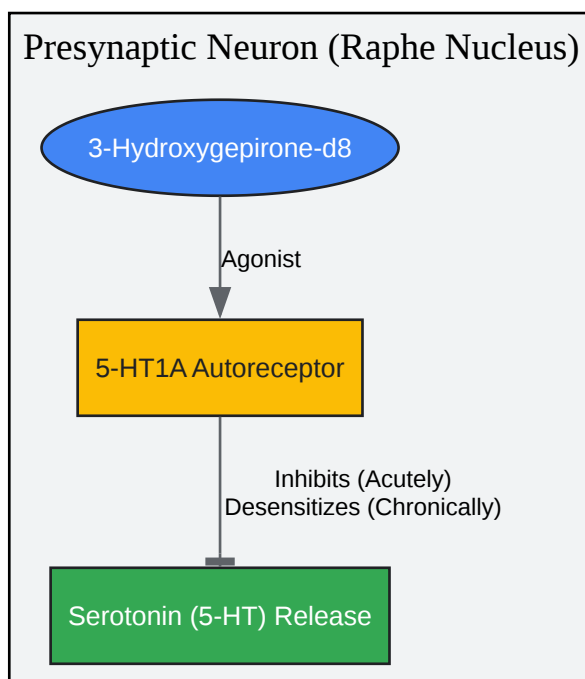 Presynaptic Neuron (Raphe Nucleus)
3-Hydroxygepirone-d8
Agonist
5-HT1A Autoreceptor
Inhibits (Acutely)
Desensitizes (Chronically)
Serotonin (5-HT) Release